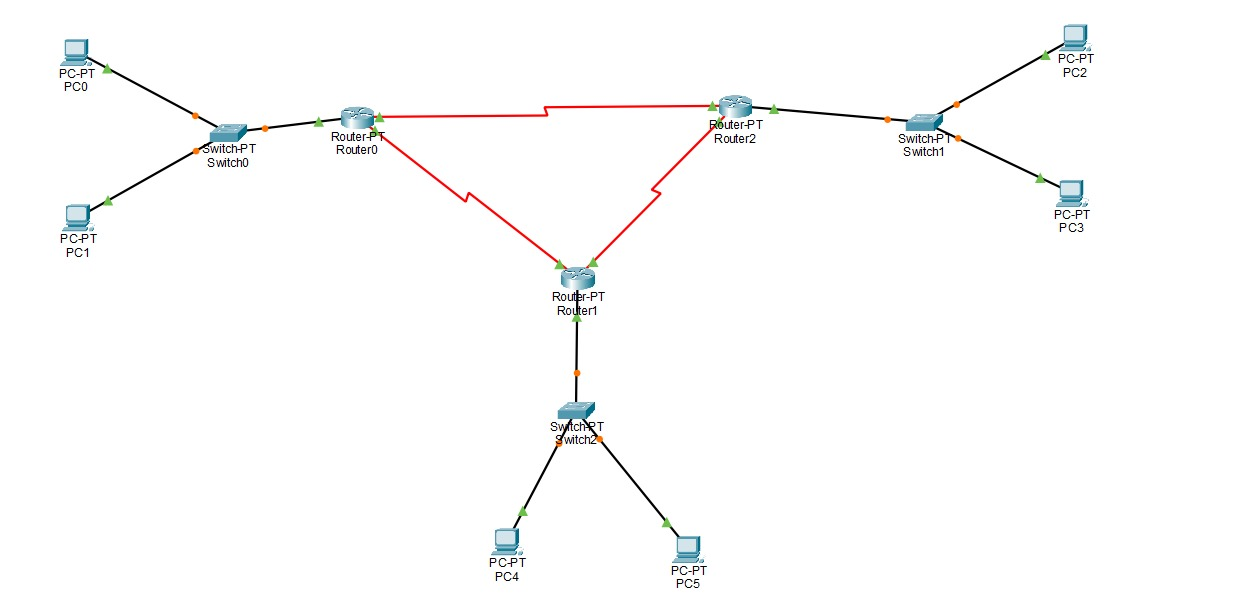 PC-PT
PC0
PC-PT
PC1
Switch-PT
Switch0
Router-PT
Router0
Router-PT
Router2
Switch-PT
Switch1
PC-PT
PC2
PC-PT
PC3
Router-PT
Router1
Switch-PT
Switch2
PC-PT
PC4
PC-PT
PC5